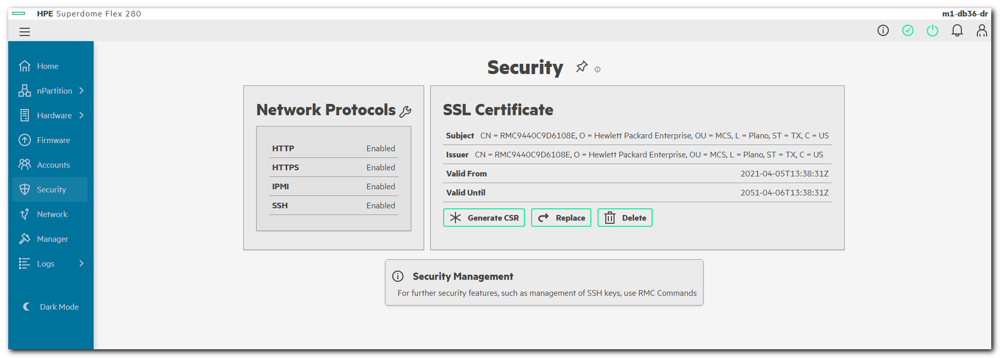 HPE Superdome Flex 280
m1-db36-dr
Home
nPartition
Hardware
Firmware
Accounts
Security
Network
Manager
Logs
Dark Mode
Security
Network Protocols
HTTP Enabled
HTTPS Enabled
IPMI Enabled
SSH Enabled
SSL Certificate
Subject CN = RMC9440C9D6108E, O = Hewlett Packard Enterprise, OU = MCS, L = Plano, ST = TX, C = US
Issuer CN = RMC9440C9D6108E, O = Hewlett Packard Enterprise, OU = MCS, L = Plano, ST = TX, C = US
Valid From 2021-04-05T13:38:31Z
Valid Until 2051-04-06T13:38:31Z
Generate CSR Replace Delete
Security Management
For further security features, such as management of SSH keys, use RMC Commands